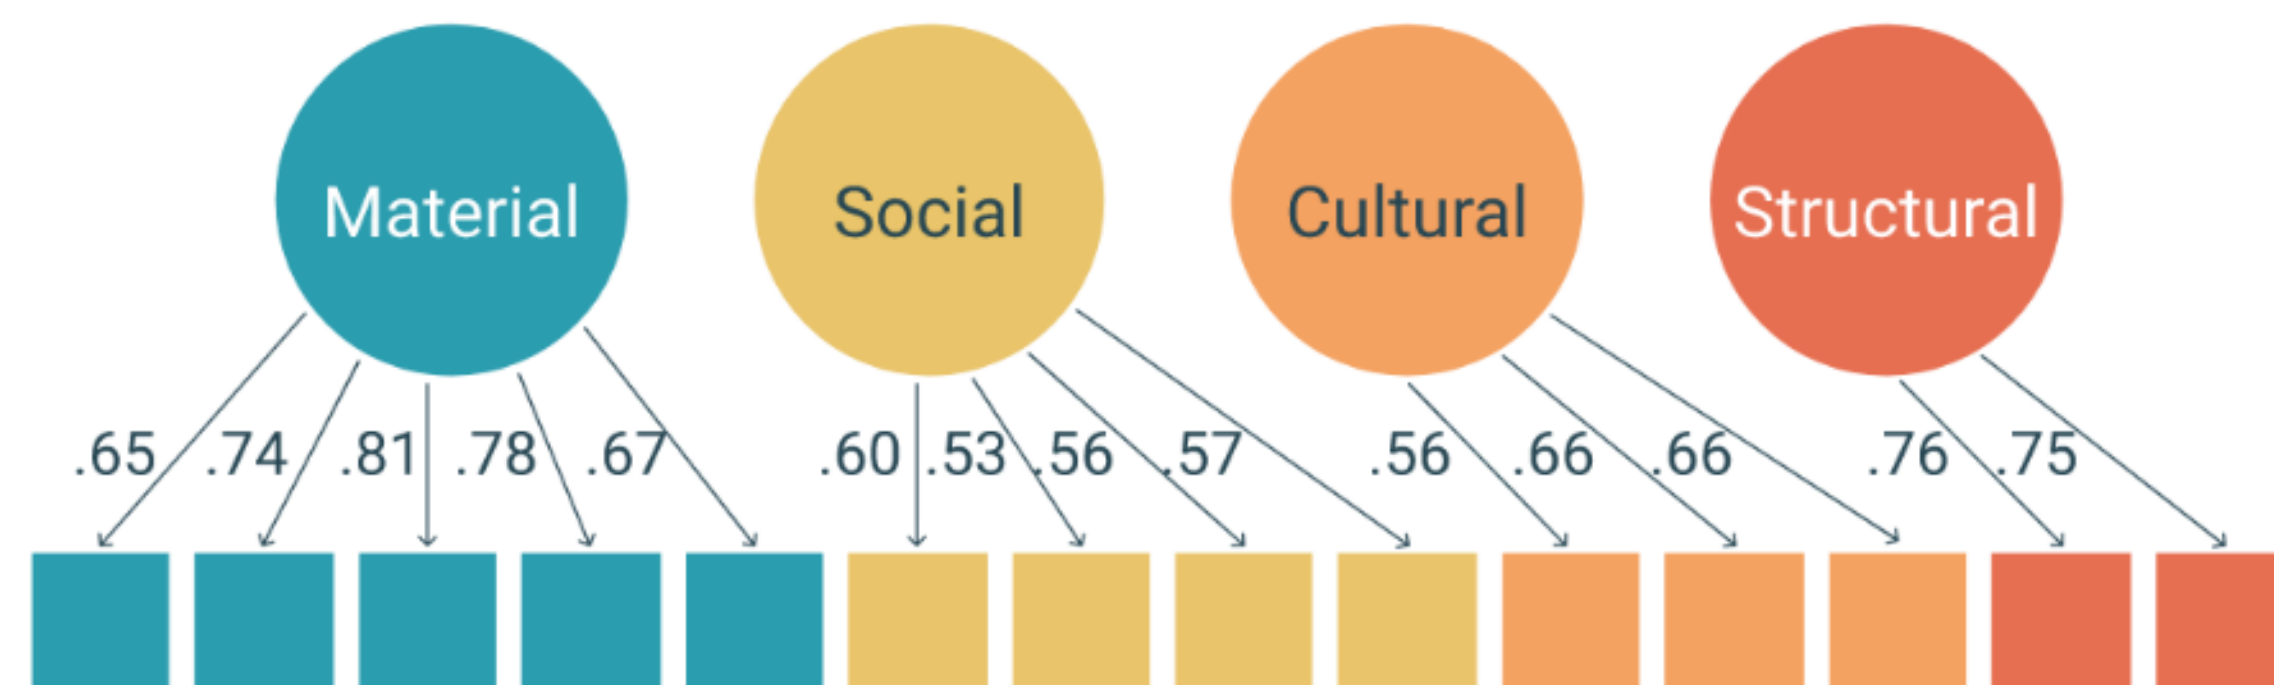 Material Social Cultural Structural
.65 .74 .81 .78 .67 .60 .53 .56 .57 .56 .66 .66 .76 .75